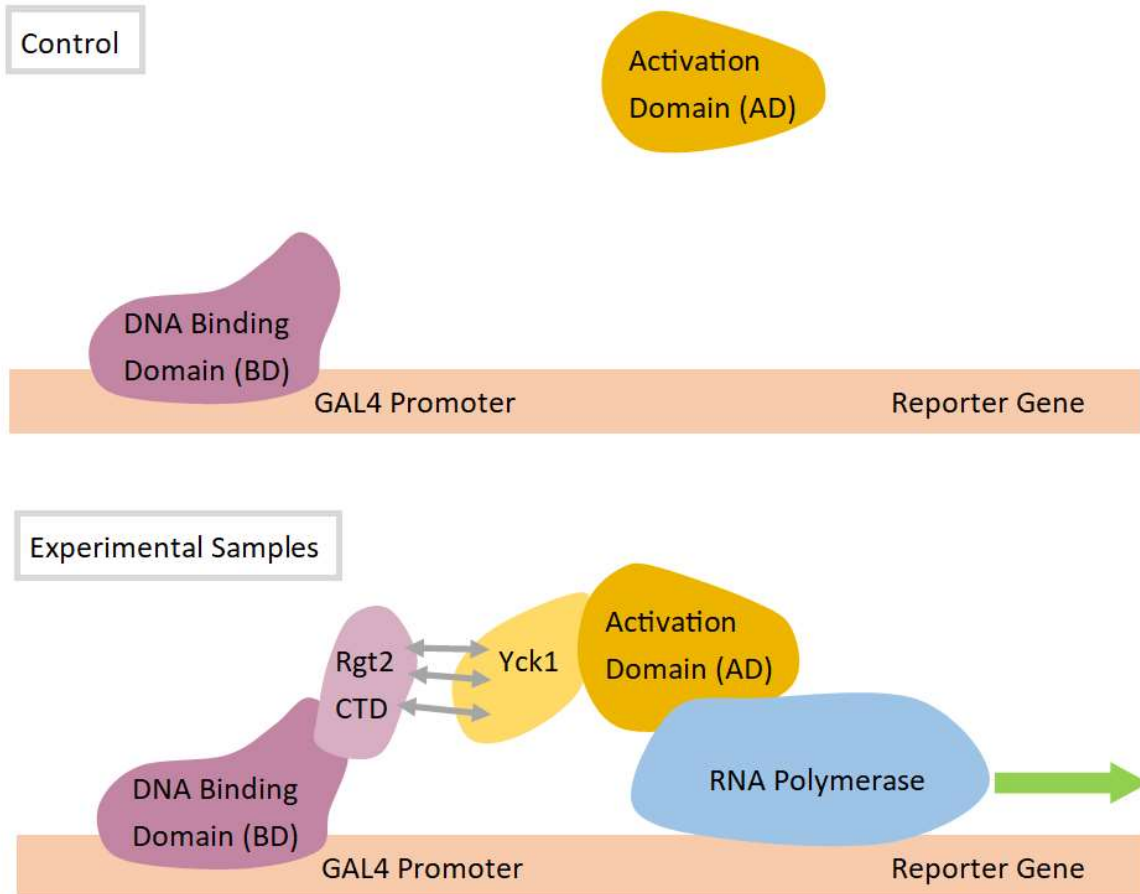 Control
Activation
Domain (AD)
DNA Binding
Domain (BD)
GAL4 Promoter
Reporter Gene
Experimental Samples
Rgt2
CTD
Yck1
Activation
Domain (AD)
DNA Binding
Domain (BD)
RNA Polymerase
GAL4 Promoter
Reporter Gene